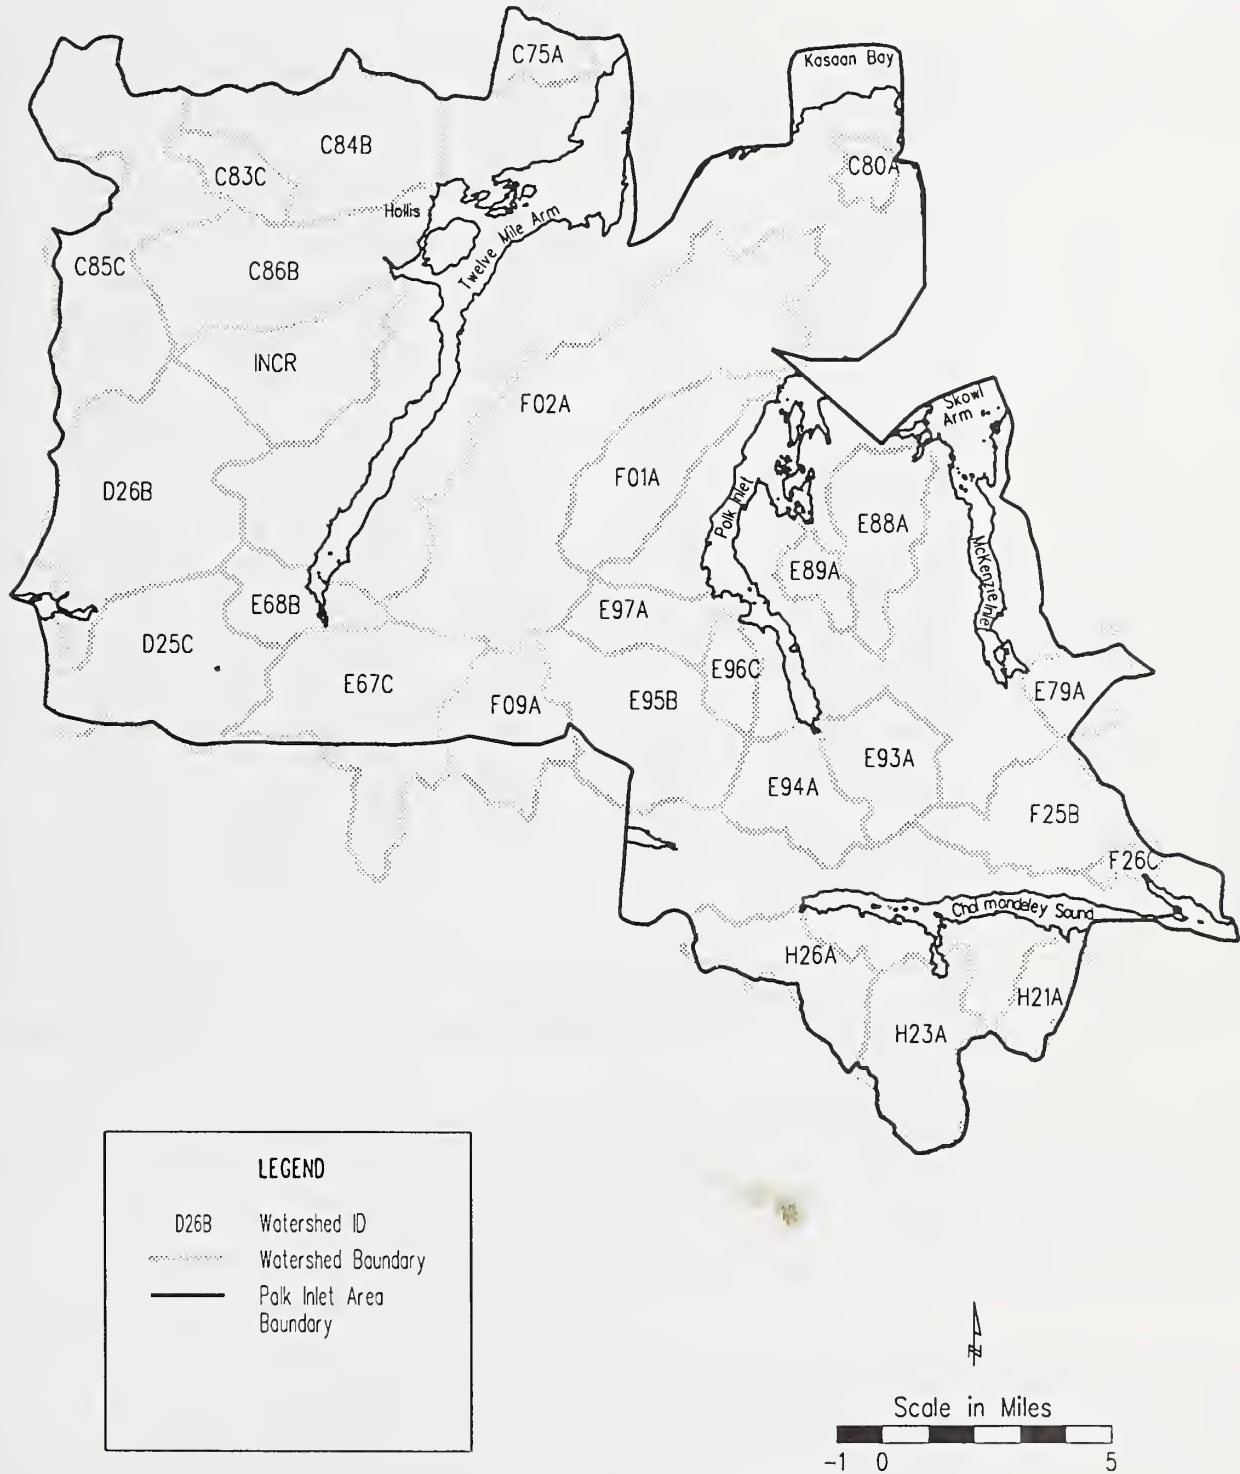 C75A
Kasaan Bay
C84B
C83C
C80A
Hollis
Twelve Mile Arm
C85C
C86B
INCR
F02A
Skowl
Arm
F01A
D26B
Polk Inlet
E88A
McKenzie Inlet
E89A
E68B
E97A
D25C
E96C
E67C
E79A
F09A
E95B
E93A
E94A
F25B
F26C
Cholmondeley Sound
H26A
H21A
H23A
LEGEND
D26B Watershed ID
Watershed Boundary
Polk Inlet Area
Boundary
N
Scale in Miles
-1 0 5